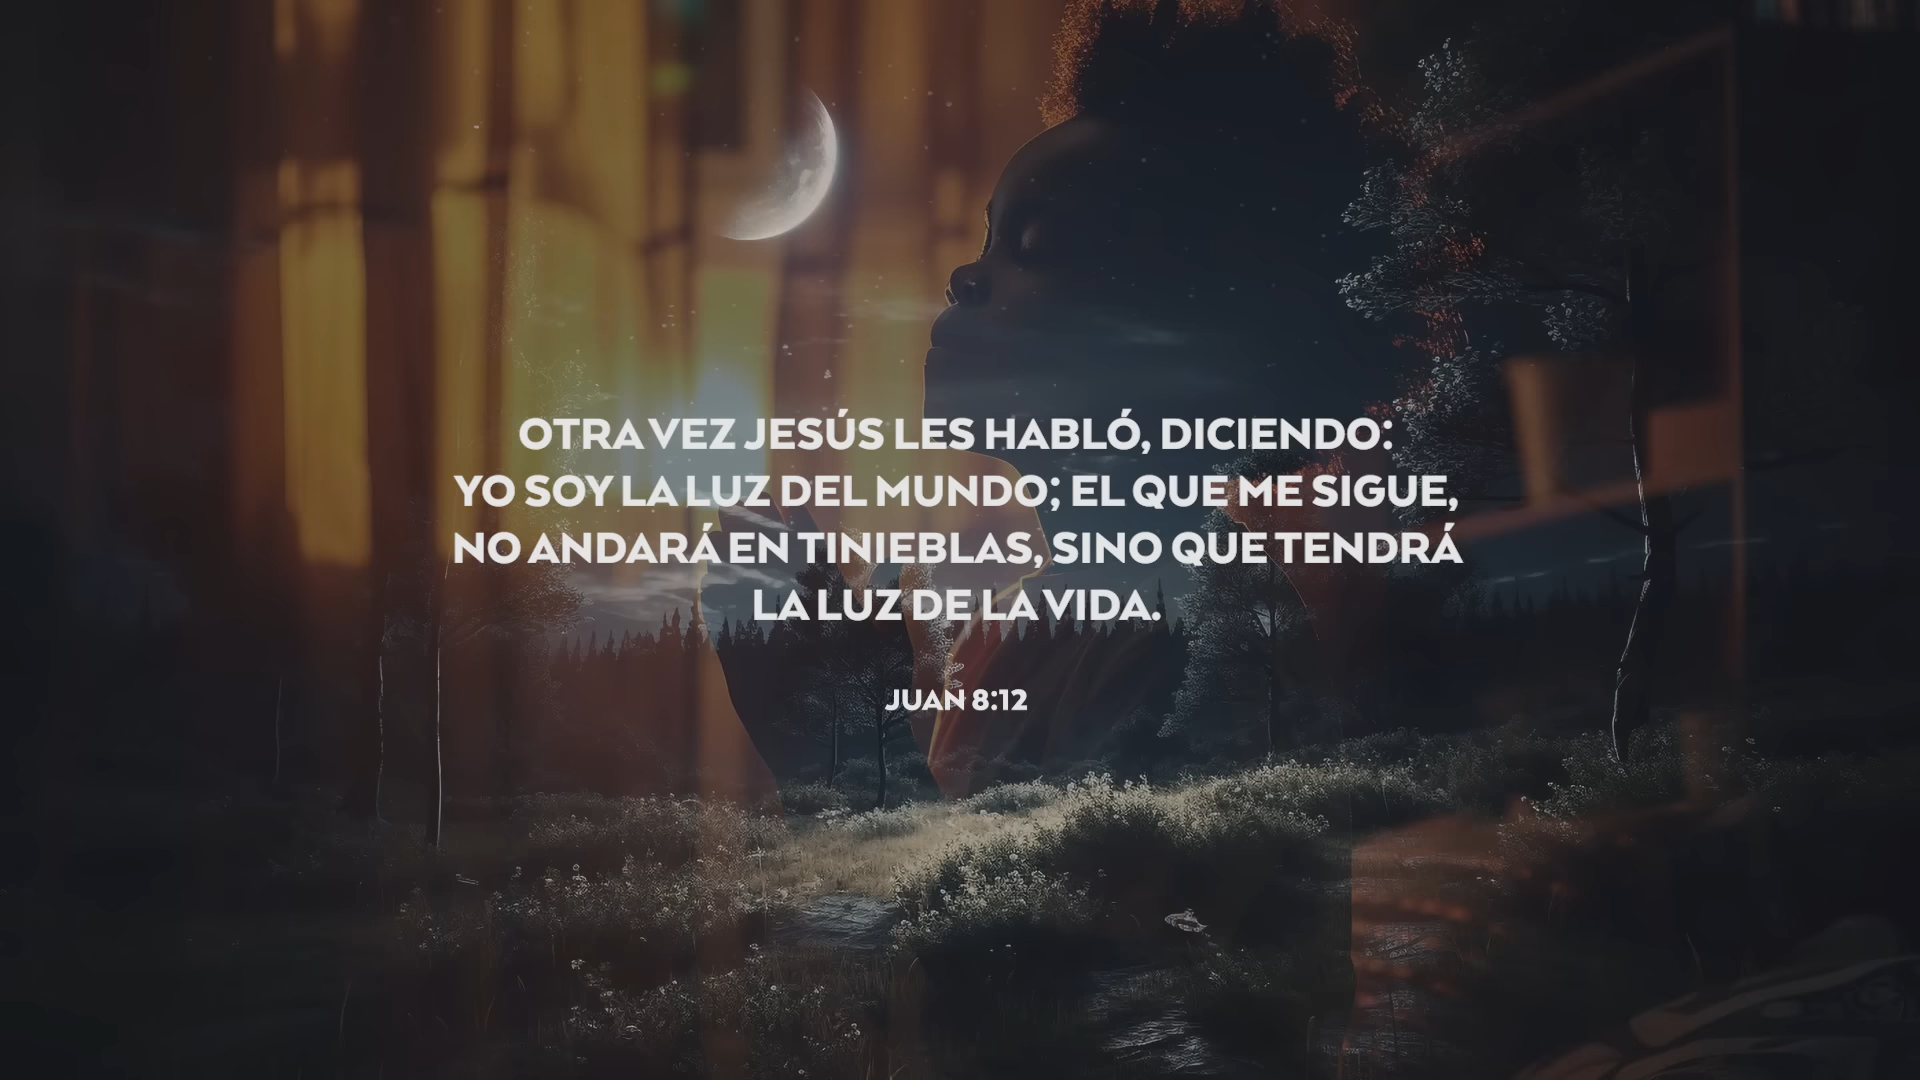 OTRA VEZ JESÚS LES HABLÓ, DICIENDO:
YO SOY LA LUZ DEL MUNDO; EL QUE ME SIGUE,
NO ANDARÁ EN TINIEBLAS, SINO QUE TENDRÁ
LA LUZ DE LA VIDA.
JUAN 8:12